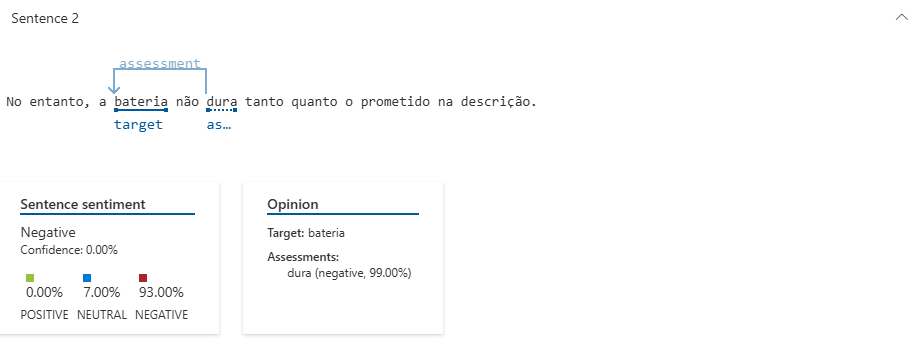 Sentence 2
assessment
No entanto, a bateria não dura tanto quanto o prometido na descrição.
target as…
Sentence sentiment
Negative
Confidence: 0.00%
0.00% 7.00% 93.00%
POSITIVE NEUTRAL NEGATIVE
Opinion
Target: bateria
Assessments:
dura (negative, 99.00%)